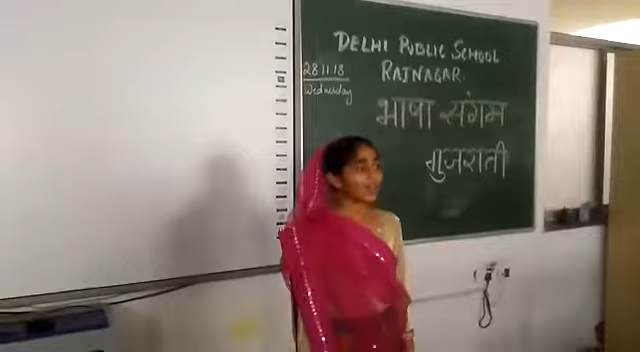 DELHI PUBLIC SCHOOL
RAJNAGAR
28.11.18
Wednesday
भाषा संगम
गुजराती